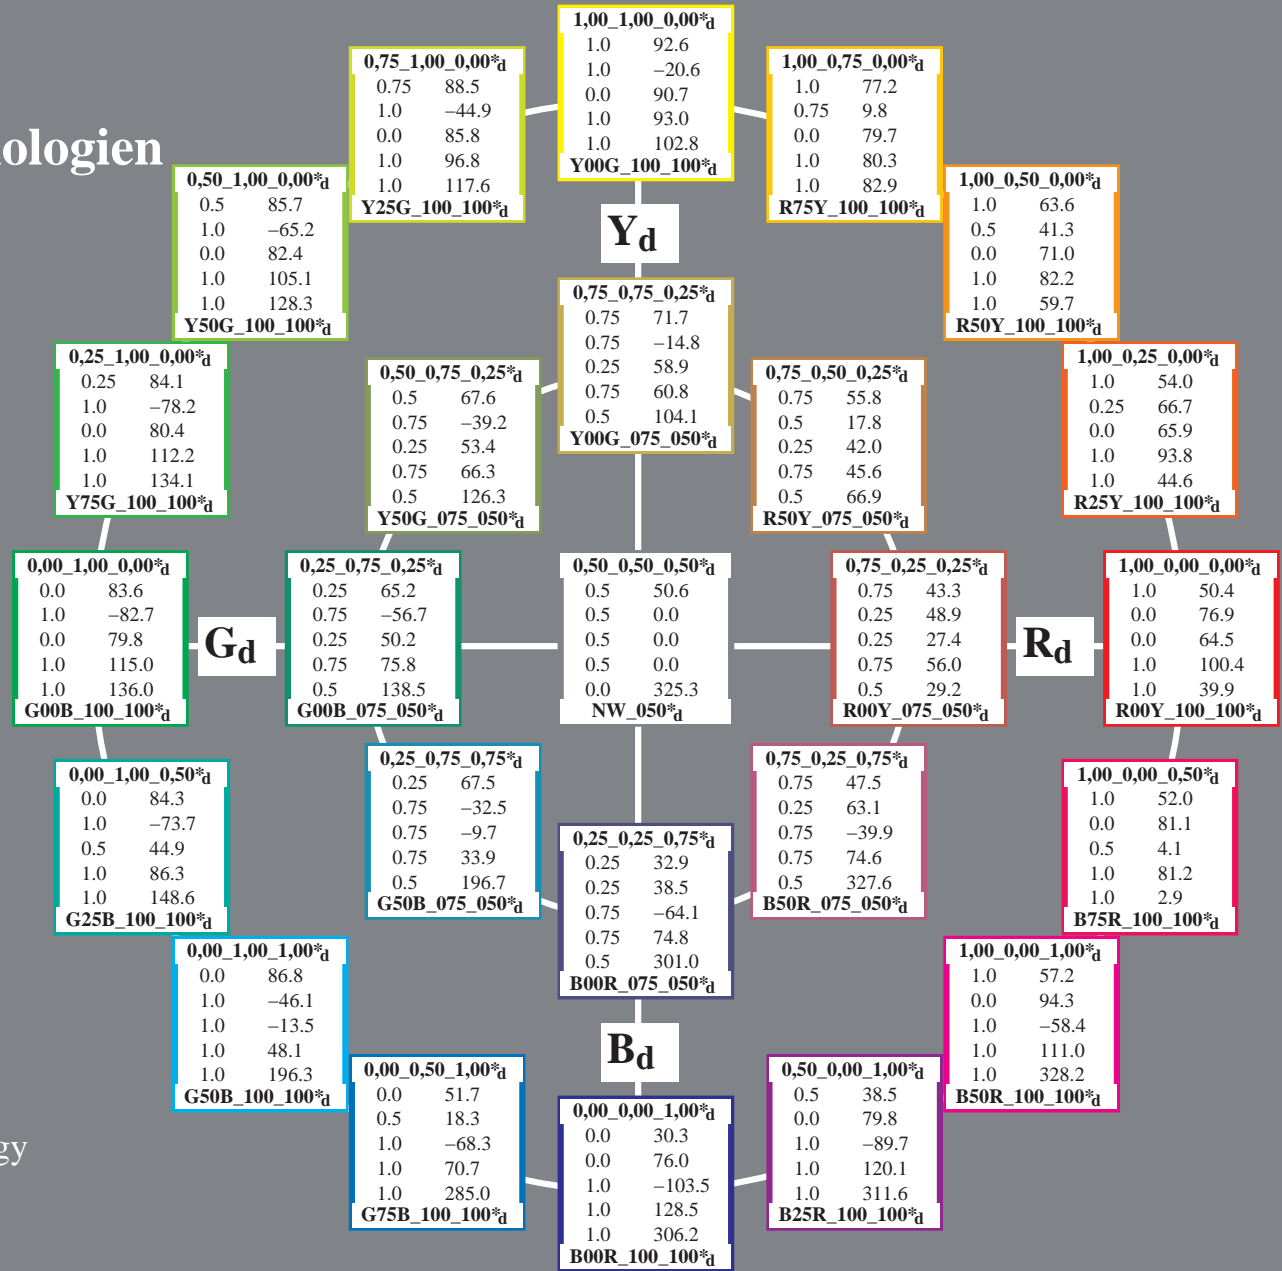 1,00_1,00_0,00*d
1.0 92.6
1.0 −20.6
0.0 90.7
1.0 93.0
1.0 102.8
Y00G_100_100*d
0,75_1,00_0,00*d
0.75 88.5
1.0 −44.9
0.0 85.8
1.0 96.8
1.0 117.6
Y25G_100_100*d
1,00_0,75_0,00*d
1.0 77.2
0.75 9.8
0.0 79.7
1.0 80.3
1.0 82.9
R75Y_100_100*d
ologien
0,50_1,00_0,00*d
0.5 85.7
1.0 −65.2
0.0 82.4
1.0 105.1
1.0 128.3
Y50G_100_100*d
1,00_0,50_0,00*d
1.0 63.6
0.5 41.3
0.0 71.0
1.0 82.2
1.0 59.7
R50Y_100_100*d
Yd
0,75_0,75_0,25*d
0.75 71.7
0.75 −14.8
0.25 58.9
0.75 60.8
0.5 104.1
Y00G_075_050*d
0,25_1,00_0,00*d
0.25 84.1
1.0 −78.2
0.0 80.4
1.0 112.2
1.0 134.1
Y75G_100_100*d
0,50_0,75_0,25*d
0.5 67.6
0.75 −39.2
0.25 53.4
0.75 66.3
0.5 126.3
Y50G_075_050*d
0,75_0,50_0,25*d
0.75 55.8
0.5 17.8
0.25 42.0
0.75 45.6
0.5 66.9
R50Y_075_050*d
1,00_0,25_0,00*d
1.0 54.0
0.25 66.7
0.0 65.9
1.0 93.8
1.0 44.6
R25Y_100_100*d
0,00_1,00_0,00*d
0.0 83.6
1.0 −82.7
0.0 79.8
1.0 115.0
1.0 136.0
G00B_100_100*d
Gd
0,25_0,75_0,25*d
0.25 65.2
0.75 −56.7
0.25 50.2
0.75 75.8
0.5 138.5
G00B_075_050*d
0,50_0,50_0,50*d
0.5 50.6
0.5 0.0
0.5 0.0
0.5 0.0
0.0 325.3
NW_050*d
0,75_0,25_0,25*d
0.75 43.3
0.25 48.9
0.25 27.4
0.75 56.0
0.5 29.2
R00Y_075_050*d
Rd
1,00_0,00_0,00*d
1.0 50.4
0.0 76.9
0.0 64.5
1.0 100.4
1.0 39.9
R00Y_100_100*d
0,00_1,00_0,50*d
0.0 84.3
1.0 −73.7
0.5 44.9
1.0 86.3
1.0 148.6
G25B_100_100*d
0,25_0,75_0,75*d
0.25 67.5
0.75 −32.5
0.75 −9.7
0.75 33.9
0.5 196.7
G50B_075_050*d
0,75_0,25_0,75*d
0.75 47.5
0.25 63.1
0.75 −39.9
0.75 74.6
0.5 327.6
B50R_075_050*d
1,00_0,00_0,50*d
1.0 52.0
0.0 81.1
0.5 4.1
1.0 81.2
1.0 2.9
B75R_100_100*d
0,25_0,25_0,75*d
0.25 32.9
0.25 38.5
0.75 −64.1
0.75 74.8
0.5 301.0
B00R_075_050*d
0,00_1,00_1,00*d
0.0 86.8
1.0 −46.1
1.0 −13.5
1.0 48.1
1.0 196.3
G50B_100_100*d
1,00_0,00_1,00*d
1.0 57.2
0.0 94.3
1.0 −58.4
1.0 111.0
1.0 328.2
B50R_100_100*d
Bd
0,00_0,50_1,00*d
0.0 51.7
0.5 18.3
1.0 −68.3
1.0 70.7
1.0 285.0
G75B_100_100*d
0,50_0,00_1,00*d
0.5 38.5
0.0 79.8
1.0 −89.7
1.0 120.1
1.0 311.6
B25R_100_100*d
gy
0,00_0,00_1,00*d
0.0 30.3
0.0 76.0
1.0 −103.5
1.0 128.5
1.0 306.2
B00R_100_100*d